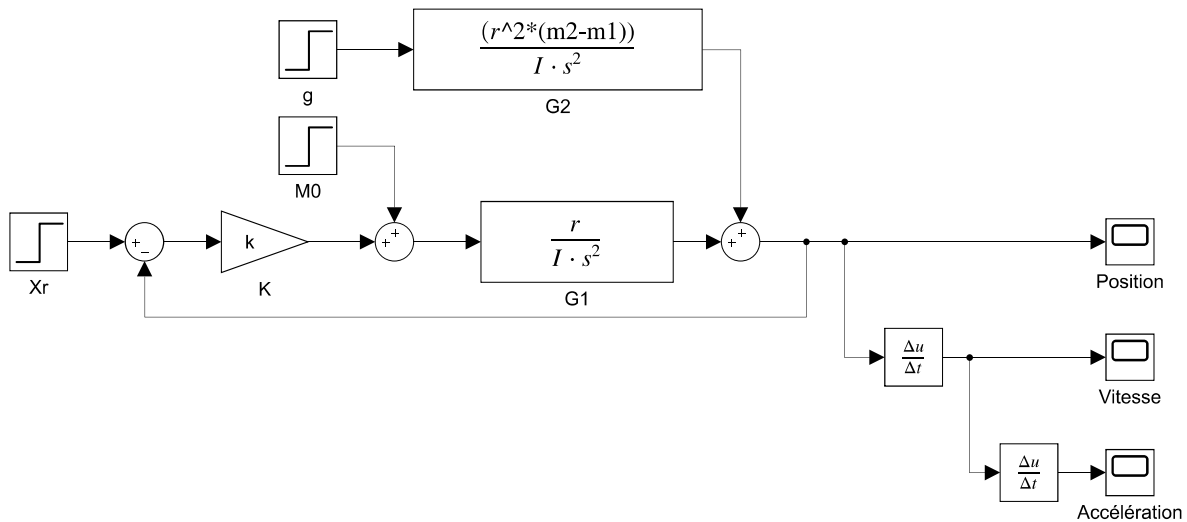 (r^2*(m2-m1))
I · s²
g
G2
M0
+ +
Xr
+ −
k
K
+ +
r
I · s²
G1
Position
Δu
Δt
Vitesse
Δu
Δt
Accélération